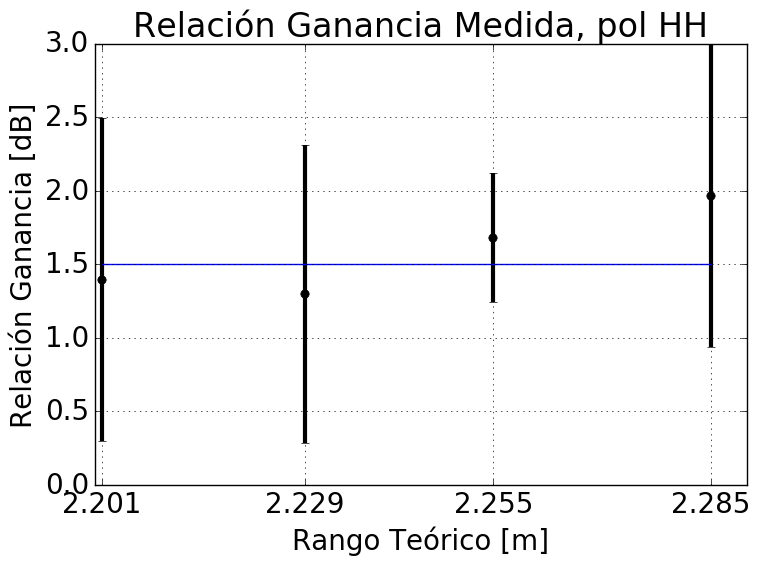 Relación Ganancia Medida, pol HH
Relación Ganancia [dB]
3.0
2.5
2.0
1.5
1.0
0.5
0.0
2.201 2.229 2.255 2.285
Rango Teórico [m]